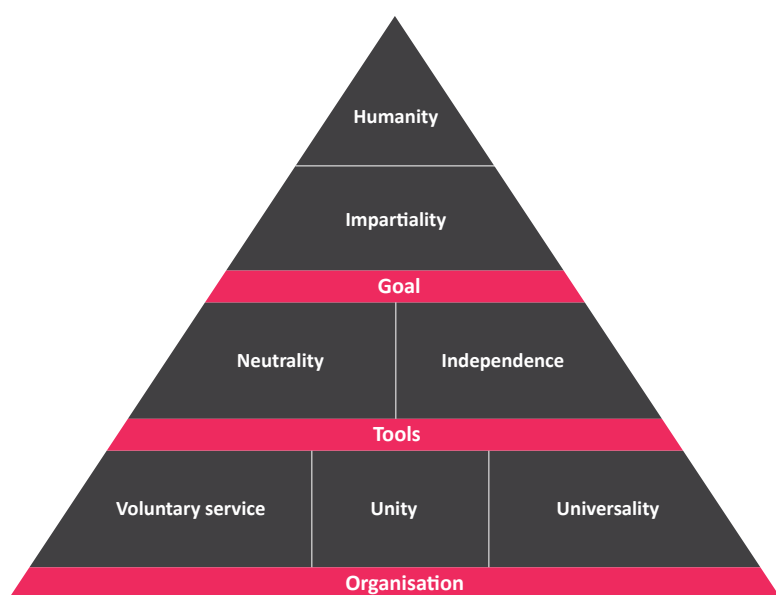 Humanity
Impartiality
Goal
Neutrality Independence
Tools
Voluntary service Unity Universality
Organisation